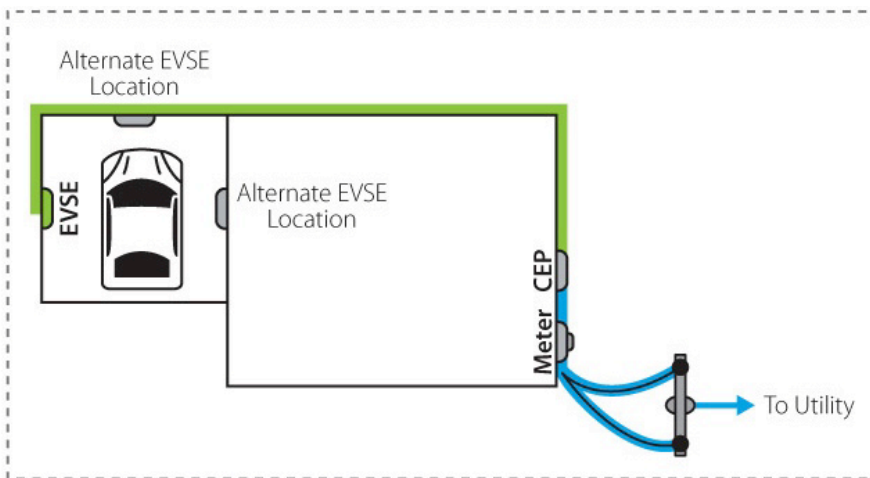 Alternate EVSE
Location
EVSE
Alternate EVSE
Location
CEP
Meter
To Utility